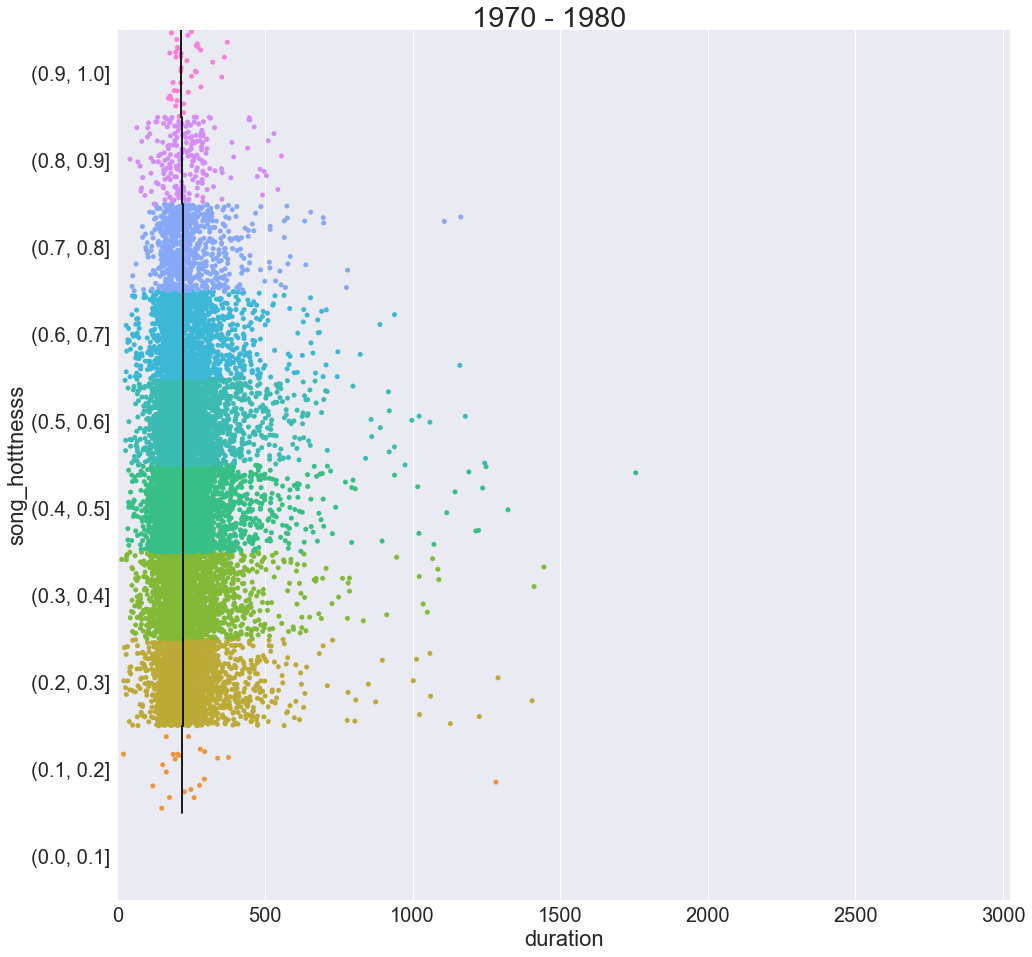 1970 - 1980
(0.9, 1.0]
(0.8, 0.9]
(0.7, 0.8]
(0.6, 0.7]
(0.5, 0.6]
(0.4, 0.5]
(0.3, 0.4]
(0.2, 0.3]
(0.1, 0.2]
(0.0, 0.1]
song_hotttnesss
0 500 1000 1500 2000 2500 3000
duration